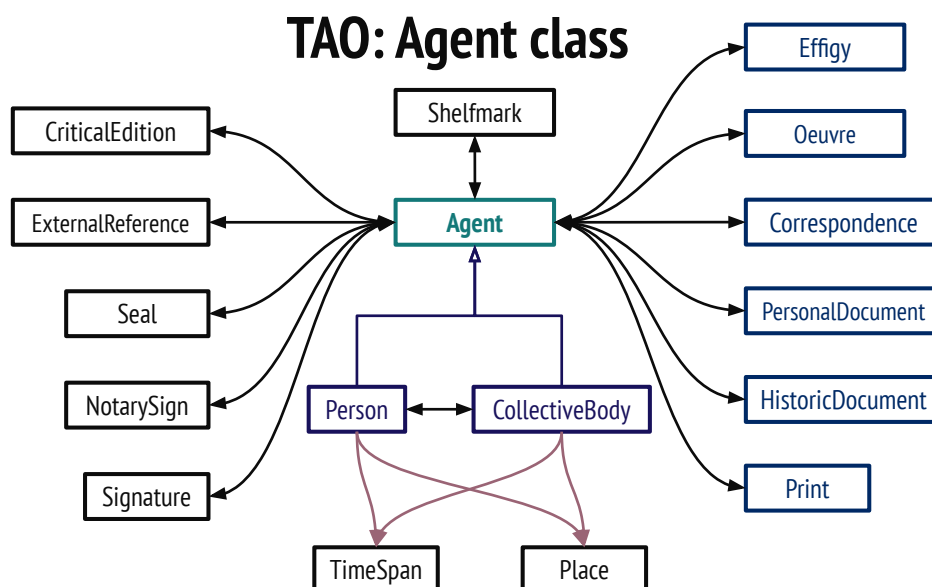 TAO: Agent class
Effigy
Shelfmark
CriticalEdition
Oeuvre
ExternalReference
Agent
Correspondence
Seal
PersonalDocument
NotarySign
Person
CollectiveBody
HistoricDocument
Signature
Print
TimeSpan
Place